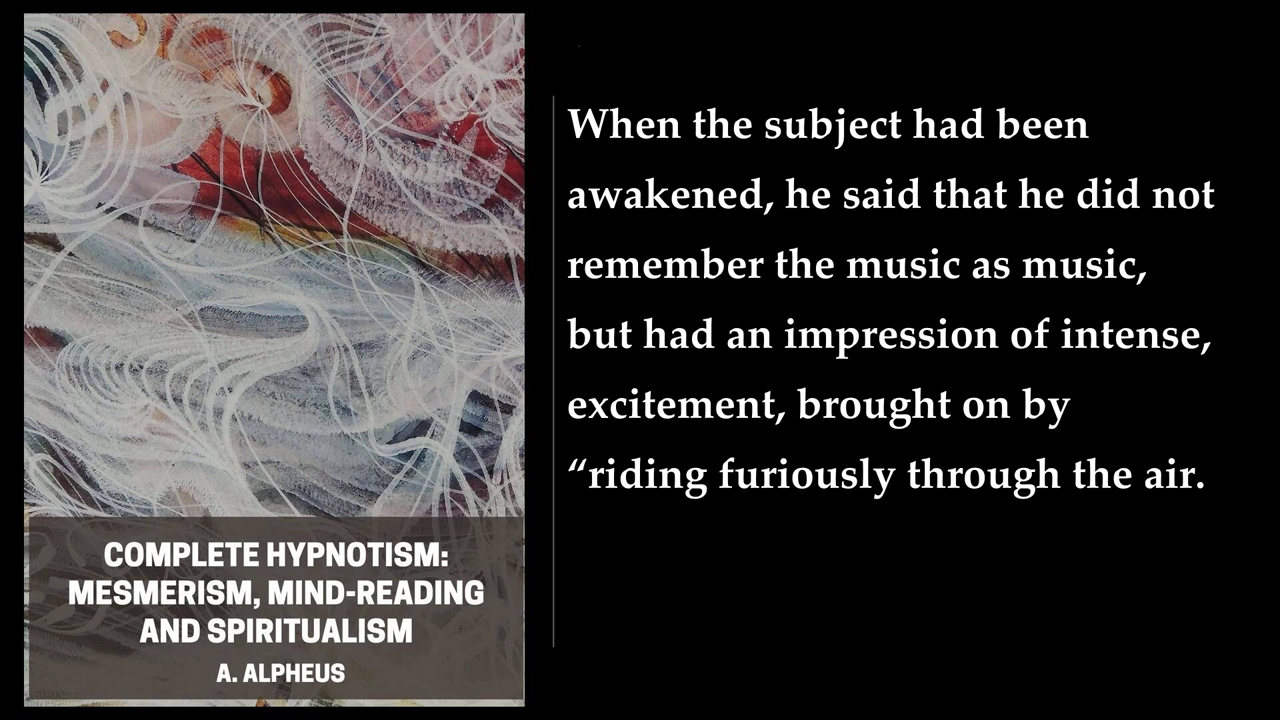 When the subject had been
awakened, he said that he did not
remember the music as music,
but had an impression of intense,
excitement, brought on by
“riding furiously through the air.
COMPLETE HYPNOTISM:
MESMERISM, MIND-READING
AND SPIRITUALISM
A. ALPHEUS